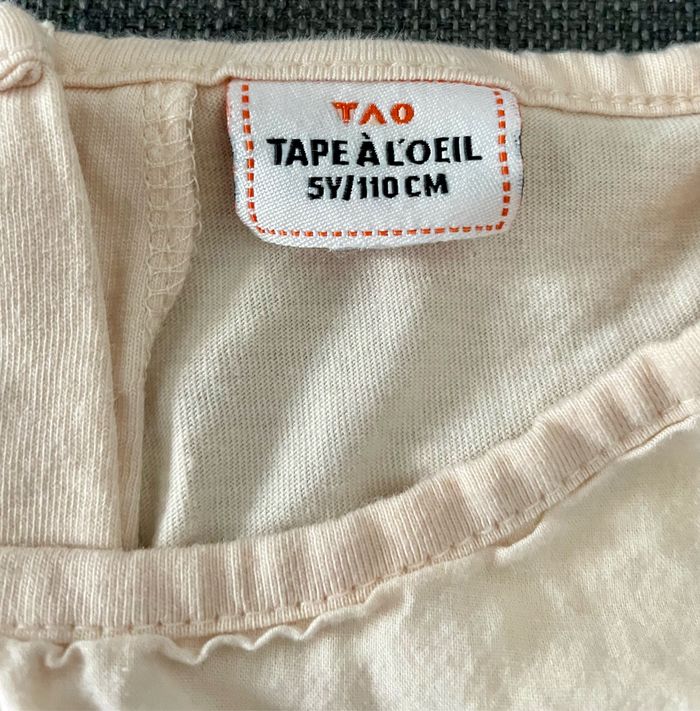 TAO
TAPE À L'OEIL
5Y/110 CM